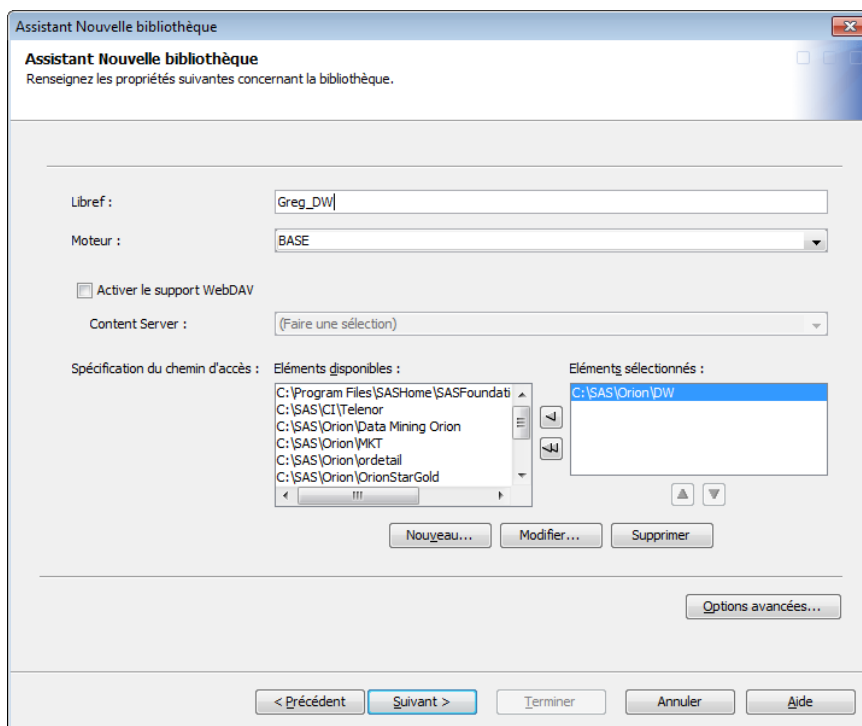 Assistant Nouvelle bibliothèque
Assistant Nouvelle bibliothèque
Renseignez les propriétés suivantes concernant la bibliothèque.
Libref :
Greg_DW
Moteur :
BASE
Activer le support WebDAV
Content Server :
(Faire une sélection)
Spécification du chemin d'accès :
Eléments disponibles :
C:\Program Files\SASHome\SASFoundati
C:\SAS\CI\Telenor
C:\SAS\Orion\Data Mining Orion
C:\SAS\Orion\MKT
C:\SAS\Orion\ordetail
C:\SAS\Orion\OrionStarGold
Eléments sélectionnés :
C:\SAS\Orion\DW
Nouveau...
Modifier...
Supprimer
Options avancées...
< Précédent
Suivant >
Terminer
Annuler
Aide